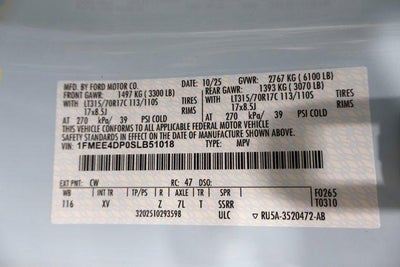 MFD. BY FORD MOTOR CO. DATE: 10/25 GVWR: 2767 KG (6100 LB)
FRONT GAWR: 1497 KG (3300 LB) REAR GAWR: 1393 KG (3070 LB)
WITH LT315/70R17C 113/110S TIRES WITH LT315/70R17C 113/110S TIRES
17x8.5J RIMS 17x8.5J RIMS
AT 270 kPa/ 39 PSI COLD AT 270 kPa/ 39 PSI COLD
THIS VEHICLE CONFORMS TO ALL APPLICABLE FEDERAL MOTOR VEHICLE
SAFETY STANDARDS IN EFFECT ON THE DATE OF MANUFACTURE SHOWN ABOVE.
VIN: 1FMEE4DP0SLB51018 TYPE: MPV
EXT PNT: CW RC: 47 DSO:
WB INT TR TP/PS R AXLE TR SPR F0265
116 XV Z 7L T SSRR T0310
3202510293598 ULC ▽ RU5A-3520472-AB